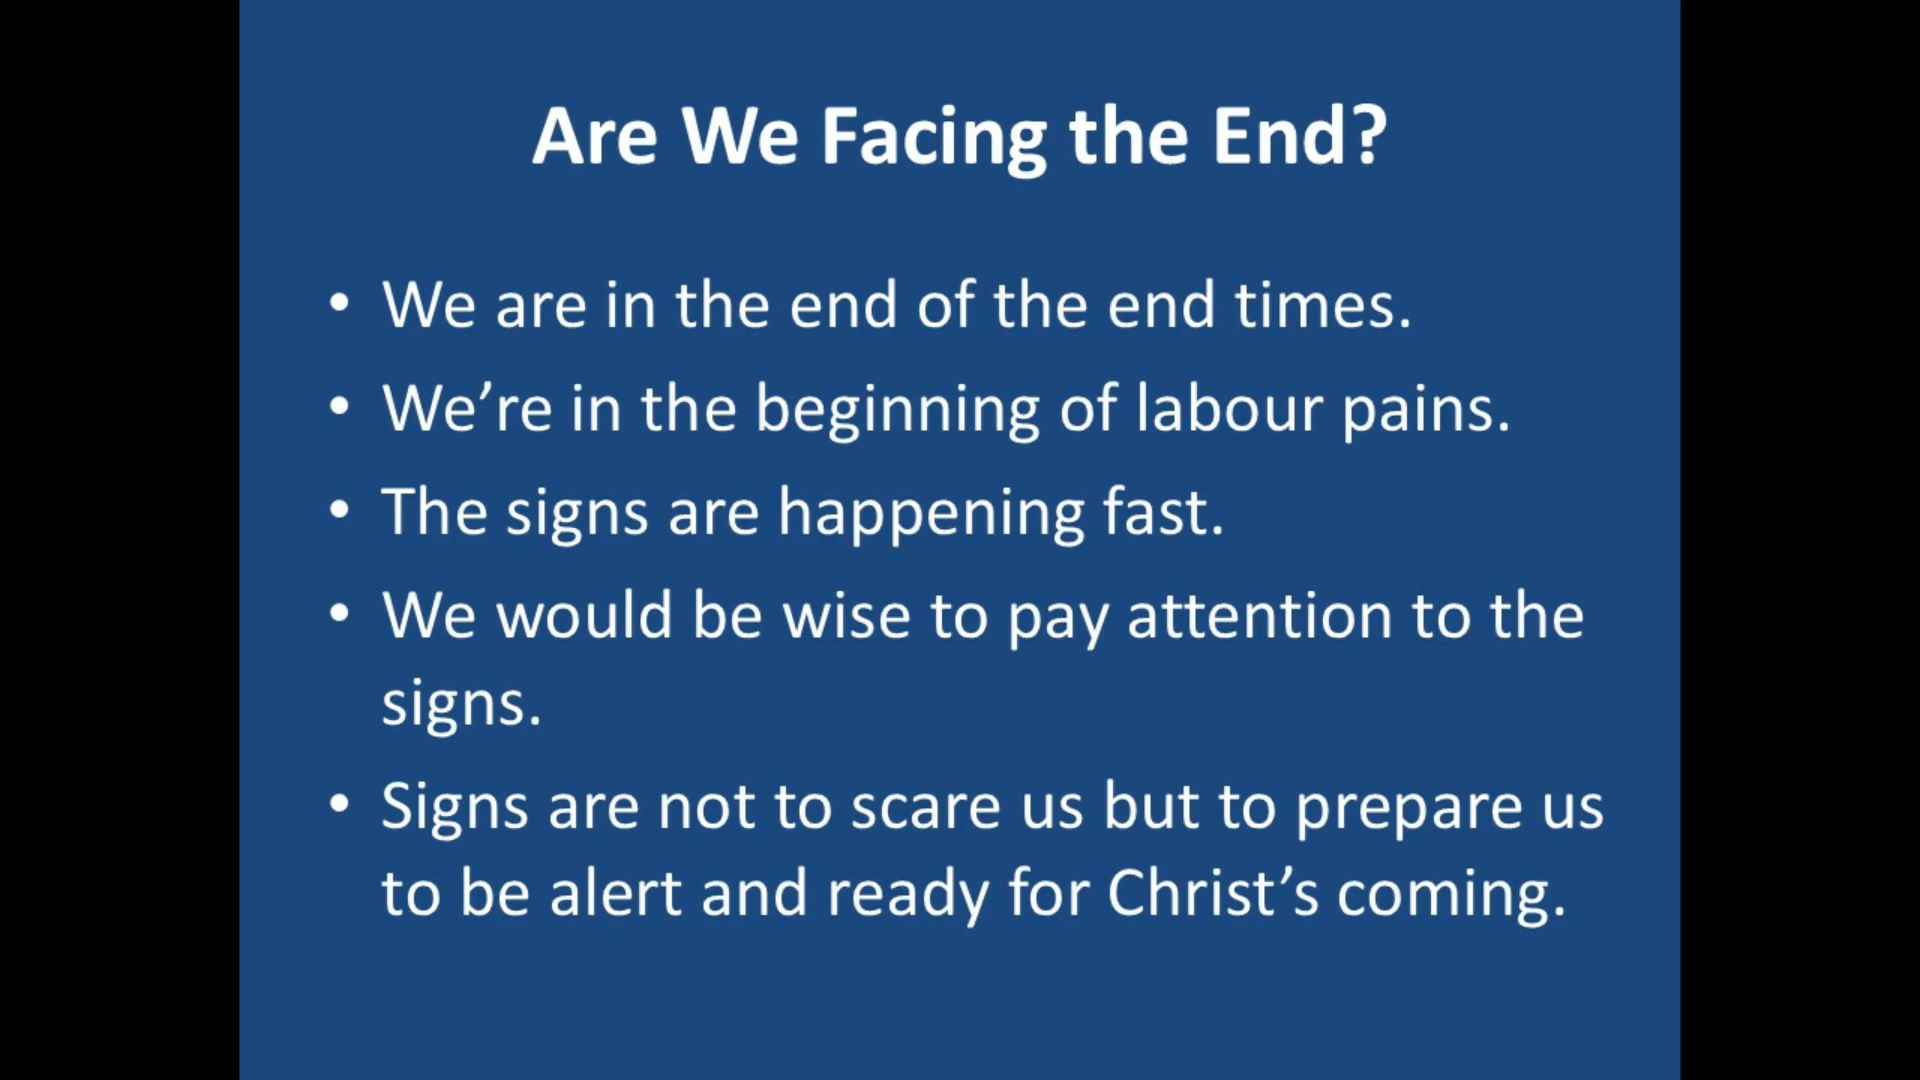 Are We Facing the End?
• We are in the end of the end times.
• We’re in the beginning of labour pains.
• The signs are happening fast.
• We would be wise to pay attention to the
signs.
• Signs are not to scare us but to prepare us
to be alert and ready for Christ’s coming.